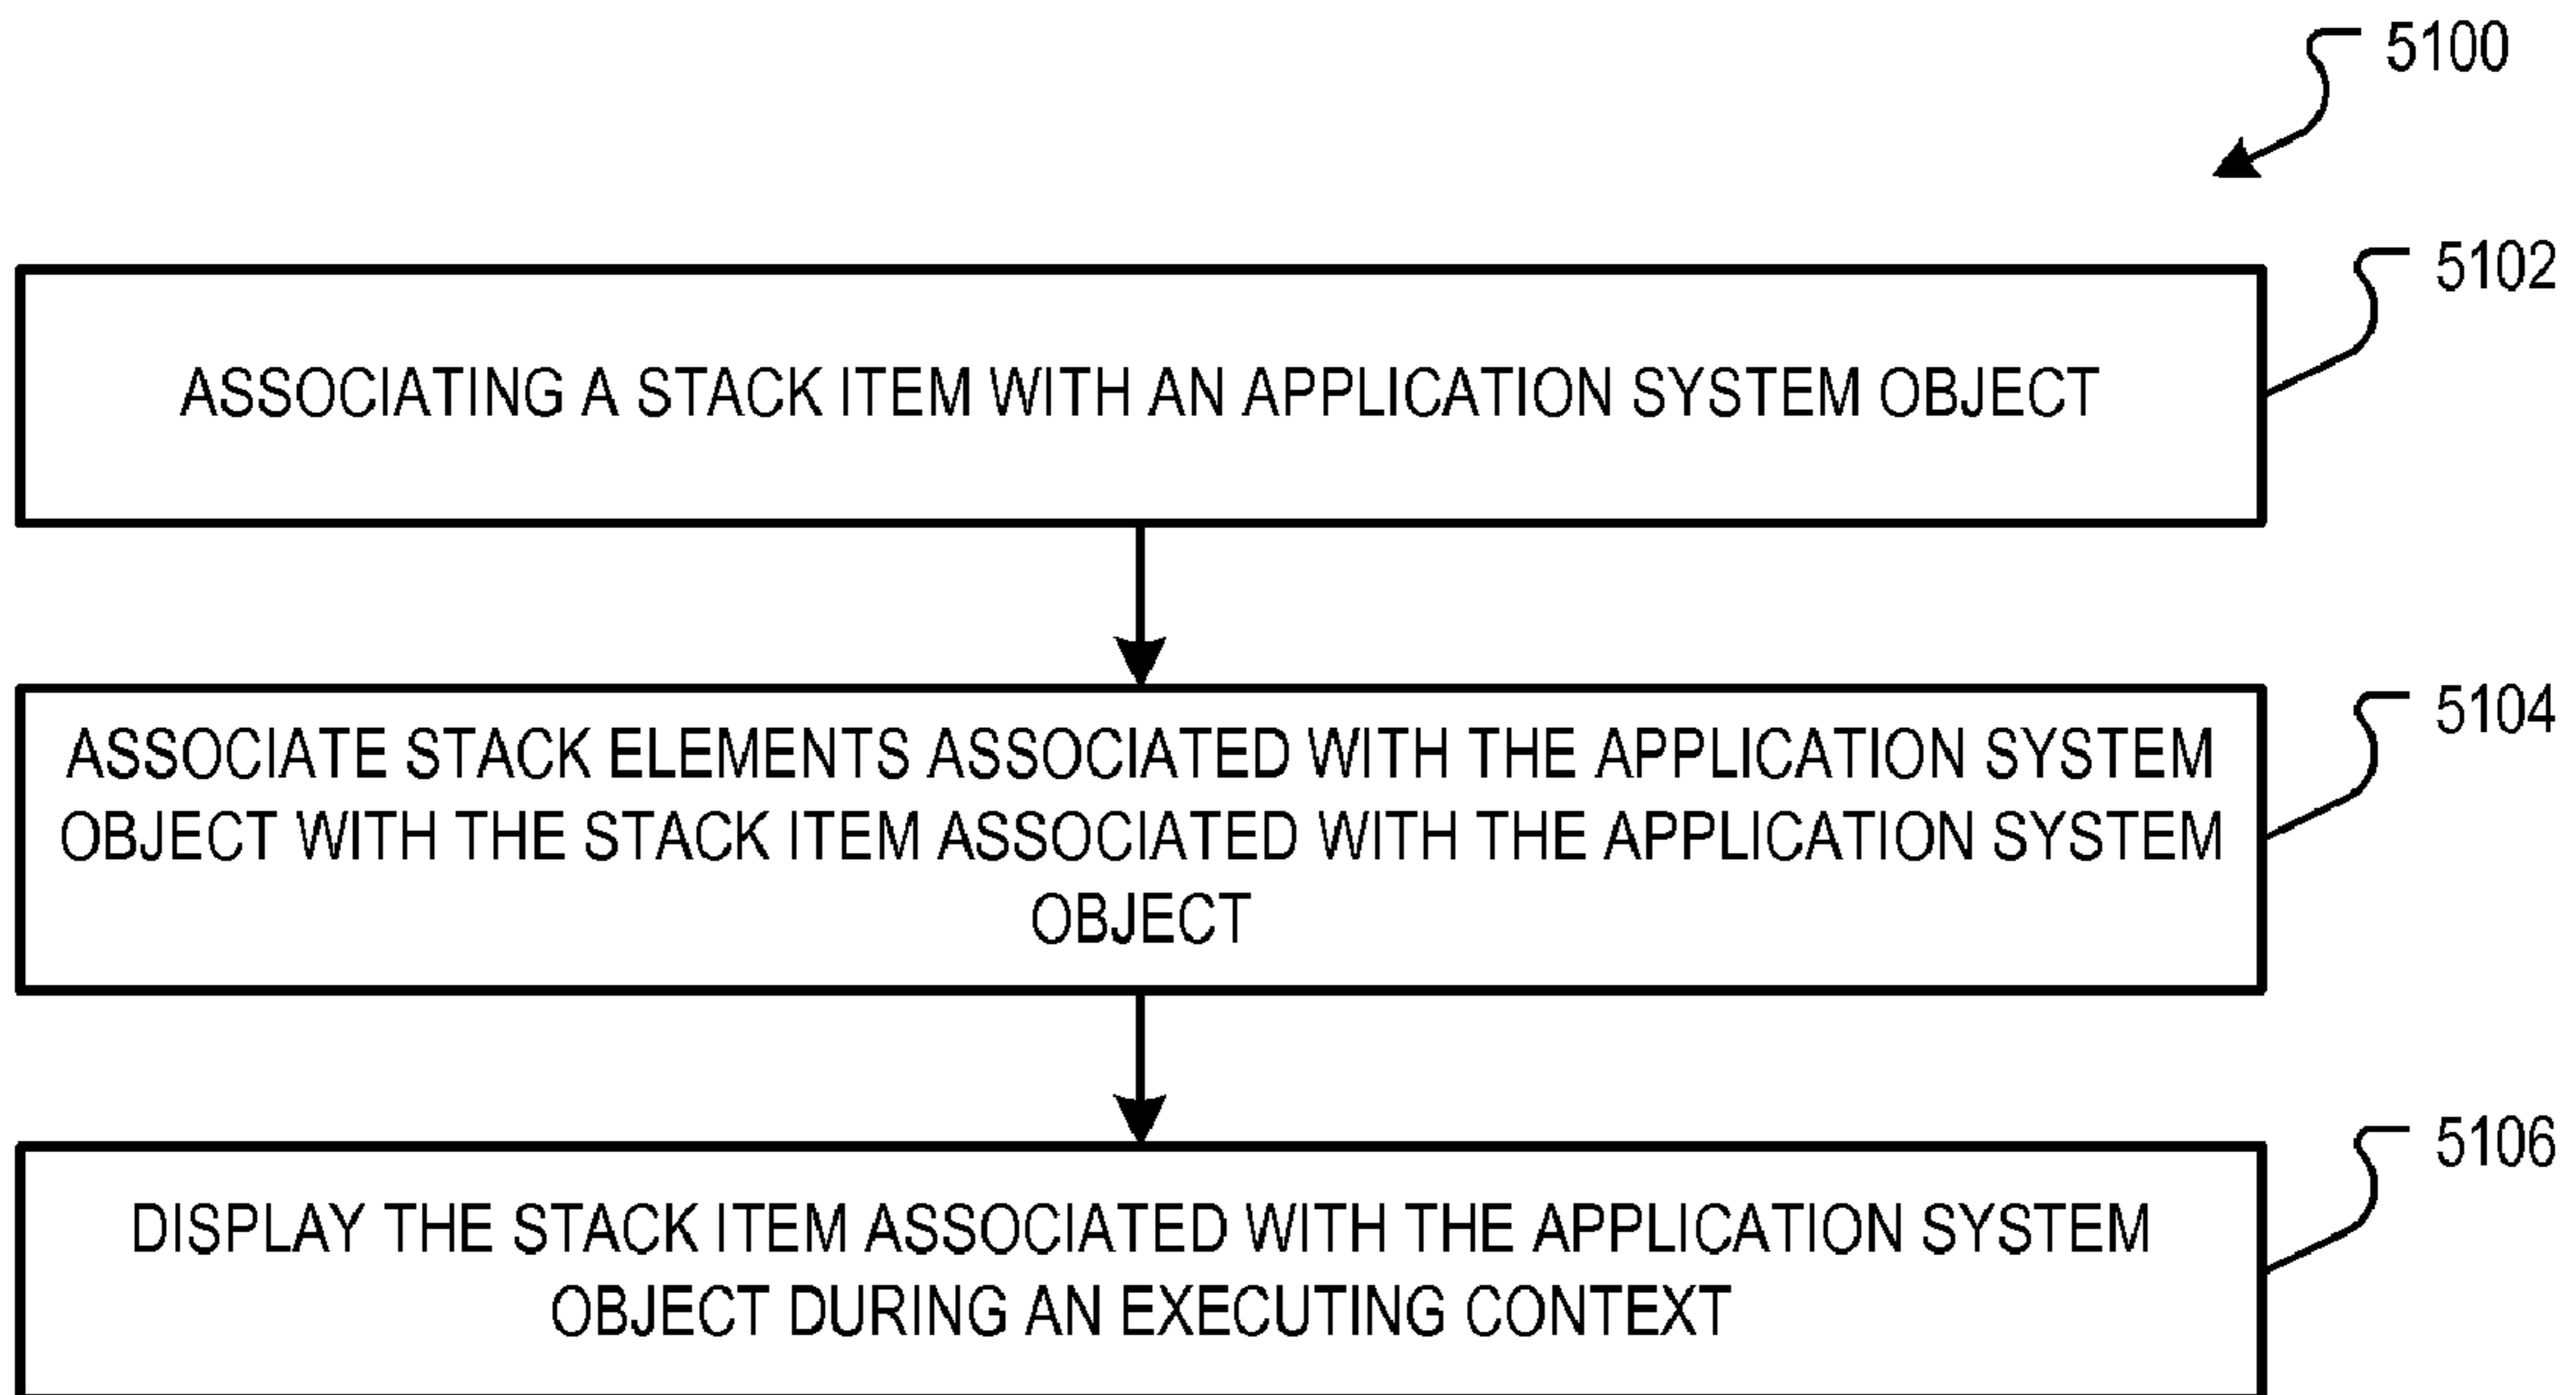 5100
5102
ASSOCIATING A STACK ITEM WITH AN APPLICATION SYSTEM OBJECT
5104
ASSOCIATE STACK ELEMENTS ASSOCIATED WITH THE APPLICATION SYSTEM
OBJECT WITH THE STACK ITEM ASSOCIATED WITH THE APPLICATION SYSTEM
OBJECT
5106
DISPLAY THE STACK ITEM ASSOCIATED WITH THE APPLICATION SYSTEM
OBJECT DURING AN EXECUTING CONTEXT